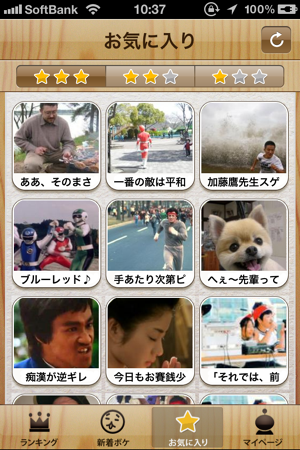 SoftBank 10:37 100%
お気に入り
ああ、そのまさ
一番の敵は平和
加藤鷹先生スゲ
ブルーレッド♪
手あたり次第ビ
へぇ〜先輩って
痴漢が逆ギレ
今日もお賽銭少
「それでは、前
ランキング
新着ボケ
お気に入り
マイページ